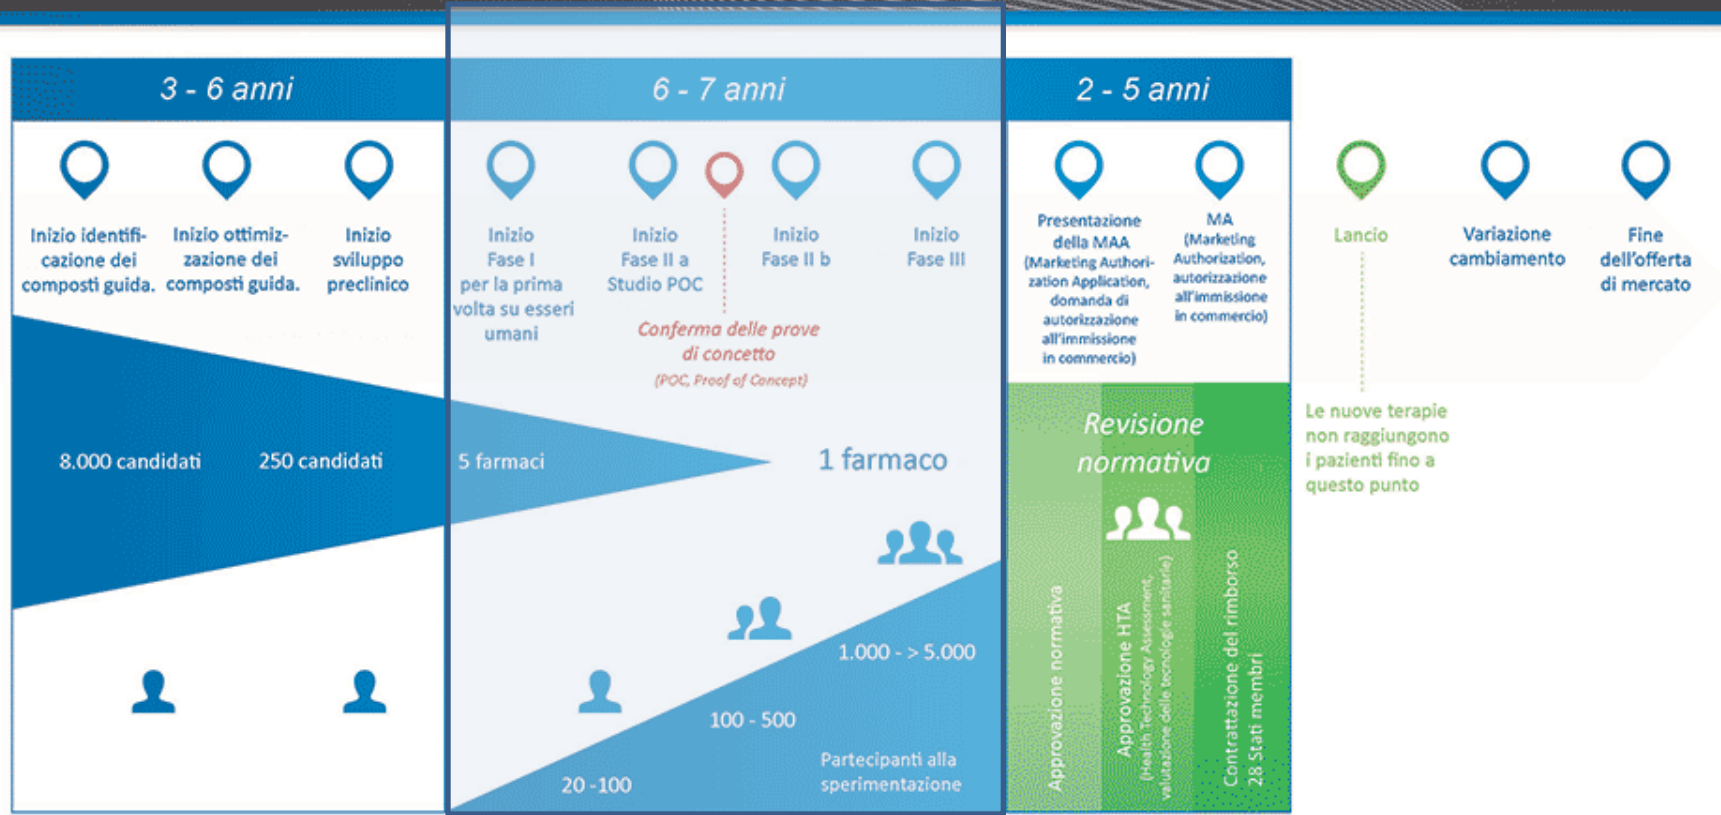 3 - 6 anni
6 - 7 anni
2 - 5 anni
Inizio identifi-
cazione dei
composti guida.
Inizio ottimiz-
zazione dei
composti guida.
Inizio
sviluppo
preclinico
Inizio
Fase I
per la prima
volta su esseri
umani
Inizio
Fase II a
Studio POC
Conferma delle prove
di concetto
(POC, Proof of Concept)
Inizio
Fase II b
Inizio
Fase III
Presentazione
della MAA
(Marketing Authori-
zation Application,
domanda di
autorizzazione
all'immissione
in commercio)
MA
(Marketing
Authorization,
autorizzazione
all'immissione
in commercio)
Lancio
Variazione
cambiamento
Fine
dell'offerta
di mercato
8.000 candidati
250 candidati
5 farmaci
1 farmaco
Revisione
normativa
Le nuove terapie
non raggiungono
i pazienti fino a
questo punto
20 -100
100 - 500
1.000 - > 5.000
Partecipanti alla
sperimentazione
Approvazione normativa
Approvazione HTA
(Health Technology Assessment,
valutazione delle tecnologie sanitarie)
Contrattazione del rimborso
28 Stati membri